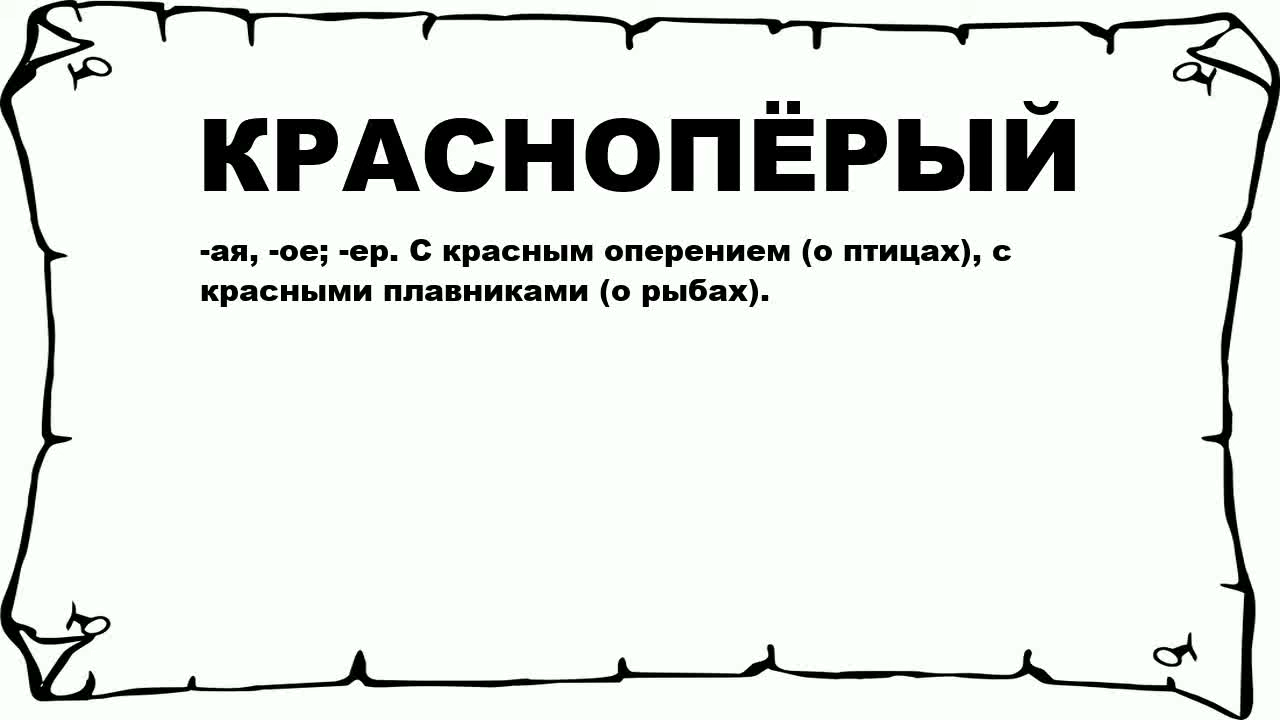 КРАСНОПЁРЫЙ
-ая, -ое; -ер. С красным оперением (о птицах), с
красными плавниками (о рыбах).